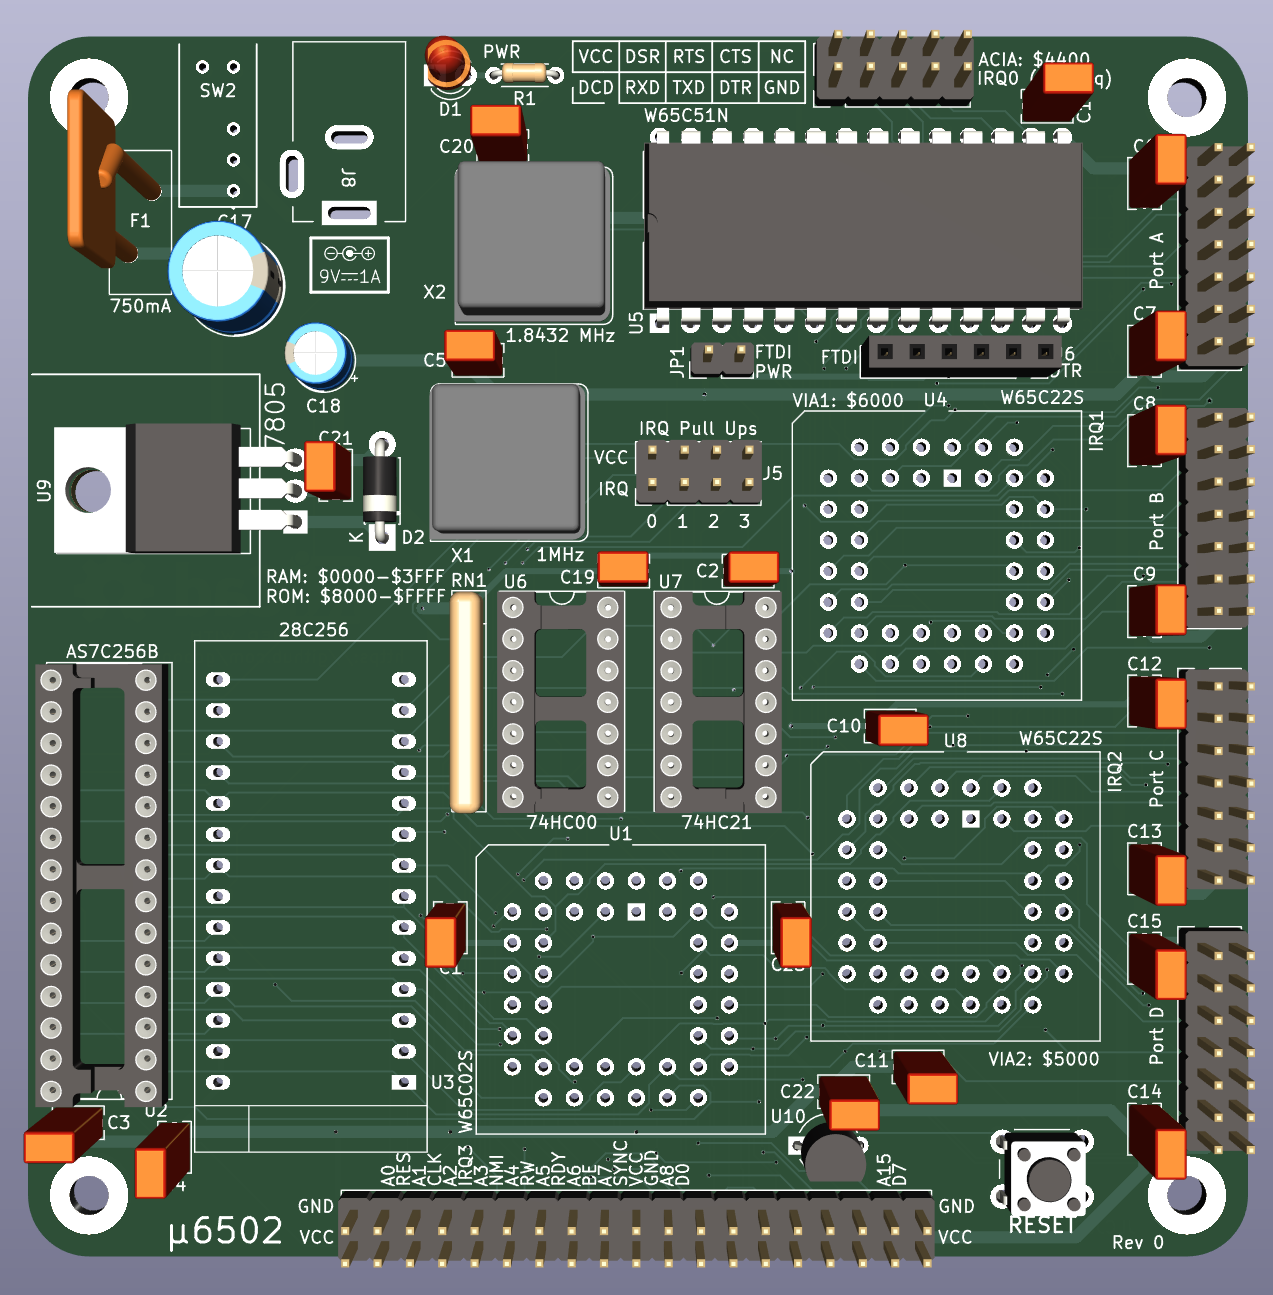 PWR
VCC DSR RTS CTS NC
DCD RXD TXD DTR GND
ACIA: $4400
IRQ0
SW2
D1
R1
W65C51N
C20
J8
F1
C17
9V 1A
750mA
X2
1.8432 MHz
U5
Port A
C7
C5
JP1
FTDI
PWR
FTDI
DTR
C18
7805
VIA1: $6000
U4
W65C22S
IRQ1
C8
C21
IRQ Pull Ups
VCC
IRQ
J5
0 1 2 3
U9
K
D2
Port B
X1
1MHz
C19
C2
C9
RAM: $0000-$3FFF
ROM: $8000-$FFFF
RN1
U6
U7
28C256
AS7C256B
C12
C10
U8
W65C22S
IRQ2
Port C
74HC00
74HC21
U1
C13
C15
C1
C23
Port D
W65C02S
VIA2: $5000
C11
C22
U10
C14
U3
U2
C3
A0
RES
A1
CLK
A2
IRQ3
A3
NMI
A4
RW
A5
RDY
A6
BE
A7
SYNC
VCC
GND
A8
D0
A15
D7
GND
VCC
GND
VCC
µ6502
RESET
Rev 0